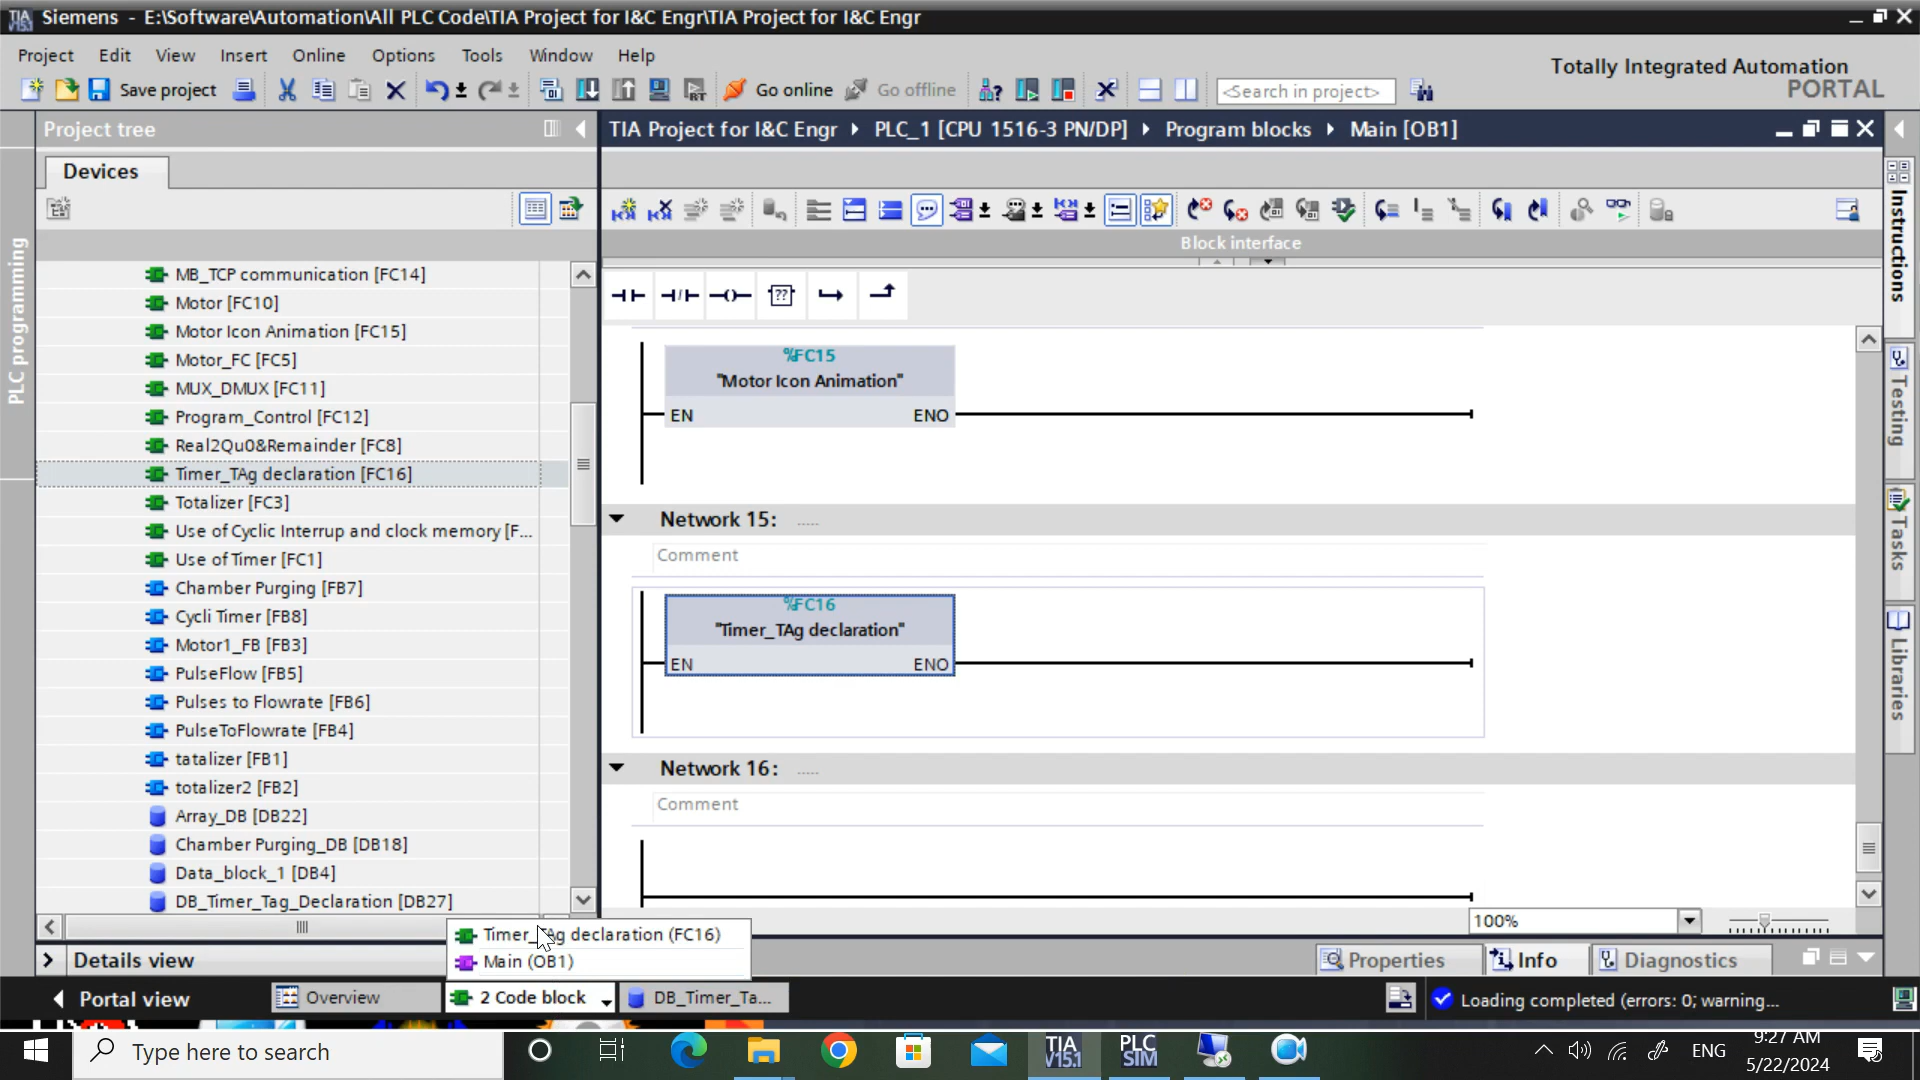 Siemens - E:\Software\Automation\All PLC Code\TIA Project for I&C Engr\TIA Project for I&C Engr
Project Edit View Insert Online Options Tools Window Help
Totally Integrated Automation
PORTAL
Save project
Go online
Go offline
<Search in project>
Project tree
TIA Project for I&C Engr PLC_1 [CPU 1516-3 PN/DP] Program blocks Main [OB1]
Devices
Block interface
PLC programming
MB_TCP communication [FC14]
Motor [FC10]
Motor Icon Animation [FC15]
Motor_FC [FC5]
MUX_DMUX [FC11]
Program_Control [FC12]
Real2Qu0&Remainder [FC8]
Timer_TAg declaration [FC16]
Totalizer [FC3]
Use of Cyclic Interrup and clock memory [F...
Use of Timer [FC1]
Chamber Purging [FB7]
Cycli Timer [FB8]
Motor1_FB [FB3]
PulseFlow [FB5]
Pulses to Flowrate [FB6]
PulseToFlowrate [FB4]
tatalizer [FB1]
totalizer2 [FB2]
Array_DB [DB22]
Chamber Purging_DB [DB18]
Data_block_1 [DB4]
DB_Timer_Tag_Declaration [DB27]
??
%FC15
"Motor Icon Animation"
EN ENO
Network 15: .....
Comment
%FC16
"Timer_TAg declaration"
EN ENO
Network 16: .....
Comment
100%
Instructions
Testing
Tasks
Libraries
Timer_TAg declaration (FC16)
Main (OB1)
Details view
Properties
Info
Diagnostics
Portal view
Overview
2 Code block
DB_Timer_Ta...
Loading completed (errors: 0; warning...
Type here to search
TIA
V15.1
PLC
SIM
ENG
9:27 AM
5/22/2024